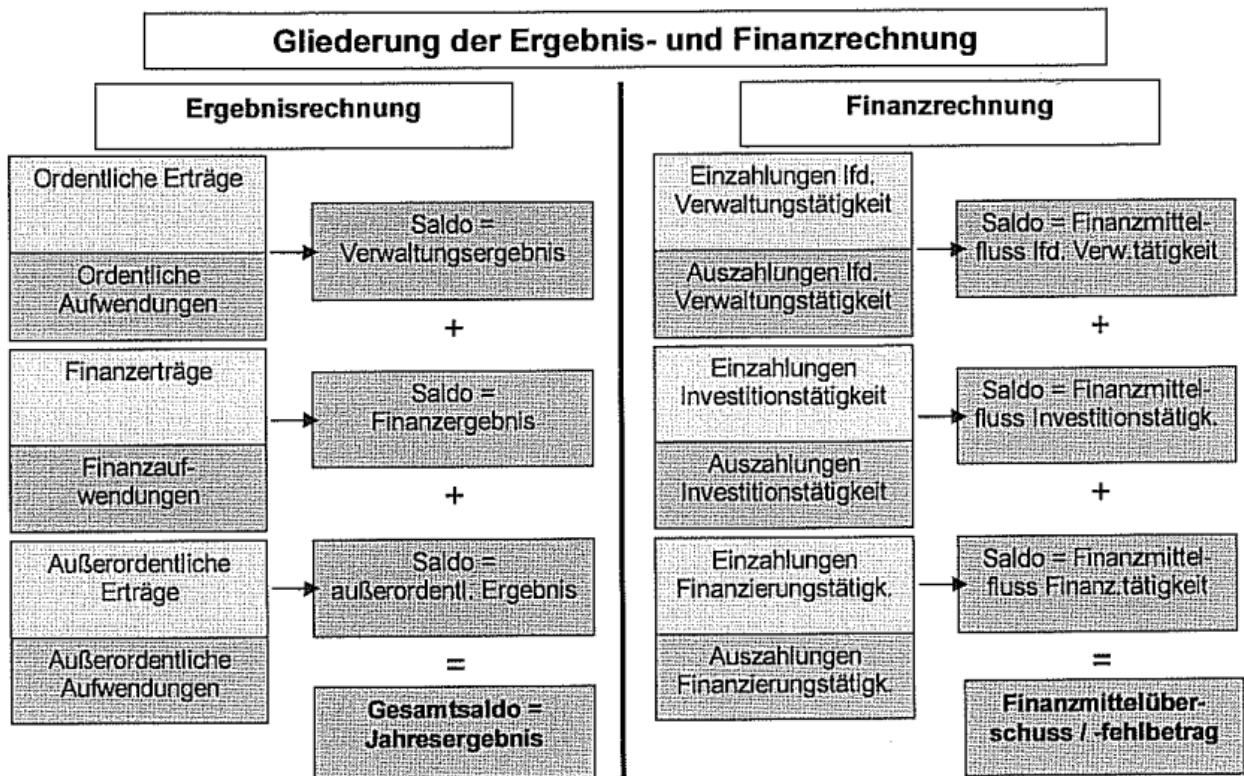 Gliederung der Ergebnis- und Finanzrechnung
Ergebnisrechnung
Ordentliche Erträge
Ordentliche
Aufwendungen
Saldo =
Verwaltungsergebnis
+
Finanzerträge
Finanzauf-
wendungen
Saldo =
Finanzergebnis
+
Außerordentliche
Erträge
Außerordentliche
Aufwendungen
Saldo =
außerordentl. Ergebnis
=
Gesamtsaldo =
Jahresergebnis
Finanzrechnung
Einzahlungen lfd.
Verwaltungstätigkeit
Auszahlungen lfd.
Verwaltungstätigkeit
Saldo = Finanzmittel-
fluss lfd. Verw.tätigkeit
+
Einzahlungen
Investitionstätigkeit
Auszahlungen
Investitionstätigkeit
Saldo = Finanzmittel-
fluss Investitionstätigk.
+
Einzahlungen
Finanzierungstätigk.
Auszahlungen
Finanzierungstätigk.
Saldo = Finanzmittel-
fluss Finanz.tätigkeit
=
Finanzmittelüber-
schuss / -fehlbetrag